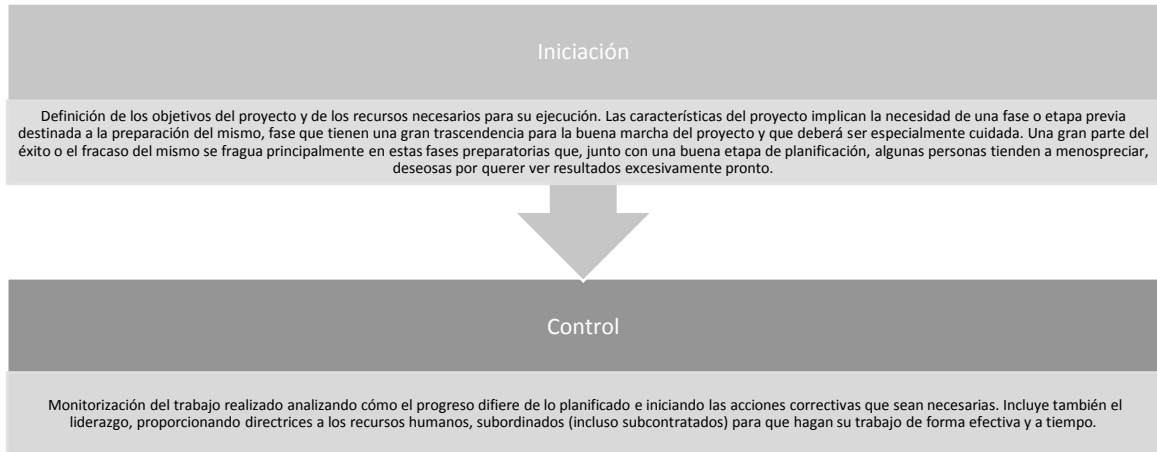 Iniciación
Definición de los objetivos del proyecto y de los recursos necesarios para su ejecución. Las características del proyecto implican la necesidad de una fase o etapa previa
destinada a la preparación del mismo, fase que tienen una gran trascendencia para la buena marcha del proyecto y que deberá ser especialmente cuidada. Una gran parte del
éxito o el fracaso del mismo se fragua principalmente en estas fases preparatorias que, junto con una buena etapa de planificación, algunas personas tienden a menospreciar,
deseosas por querer ver resultados excesivamente pronto.
Control
Monitorización del trabajo realizado analizando cómo el progreso difiere de lo planificado e iniciando las acciones correctivas que sean necesarias. Incluye también el
liderazgo, proporcionando directrices a los recursos humanos, subordinados (incluso subcontratados) para que hagan su trabajo de forma efectiva y a tiempo.